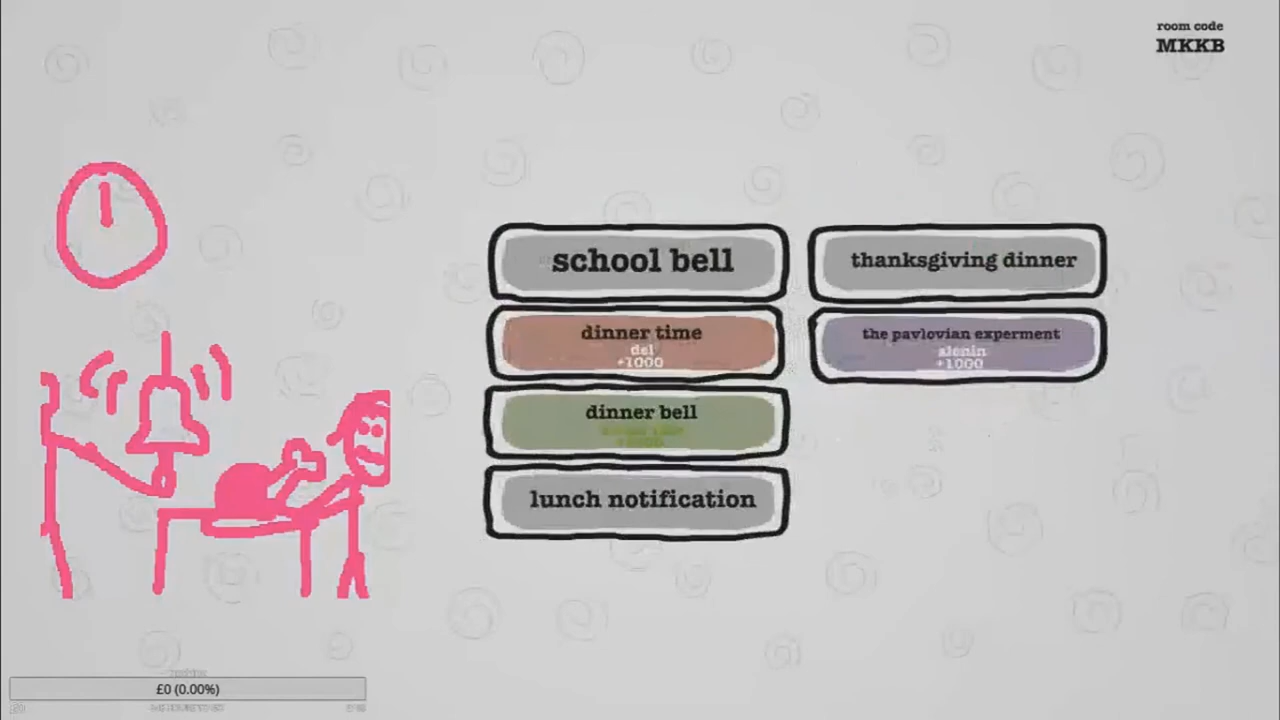 room code
MKKB
school bell
thanksgiving dinner
dinner time
del
+1000
the pavlovian experment
alonin
+1000
dinner bell
lunch notification
£0 (0.00%)